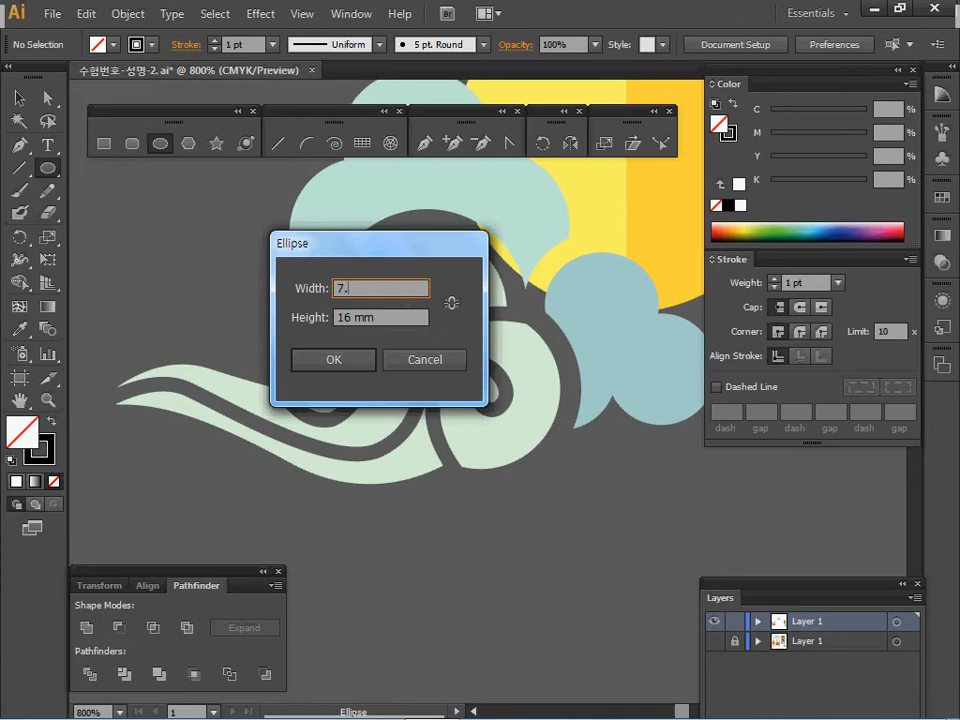 Ai File Edit Object Type Select Effect View Window Help Br Essentials
No Selection Stroke: 1 pt Uniform 5 pt. Round Opacity: 100% Style: Document Setup Preferences
수험번호-성명-2.ai* @ 800% (CMYK/Preview)
Color
C %
M %
Y %
K %
Ellipse
Width: 7.
Height: 16 mm
OK Cancel
Stroke
Weight: 1 pt
Cap:
Corner: Limit: 10 x
Align Stroke:
Dashed Line
dash gap dash gap dash gap
Transform Align Pathfinder
Shape Modes:
Expand
Pathfinders:
Layers
Layer 1
Layer 1
800% 1 Ellipse